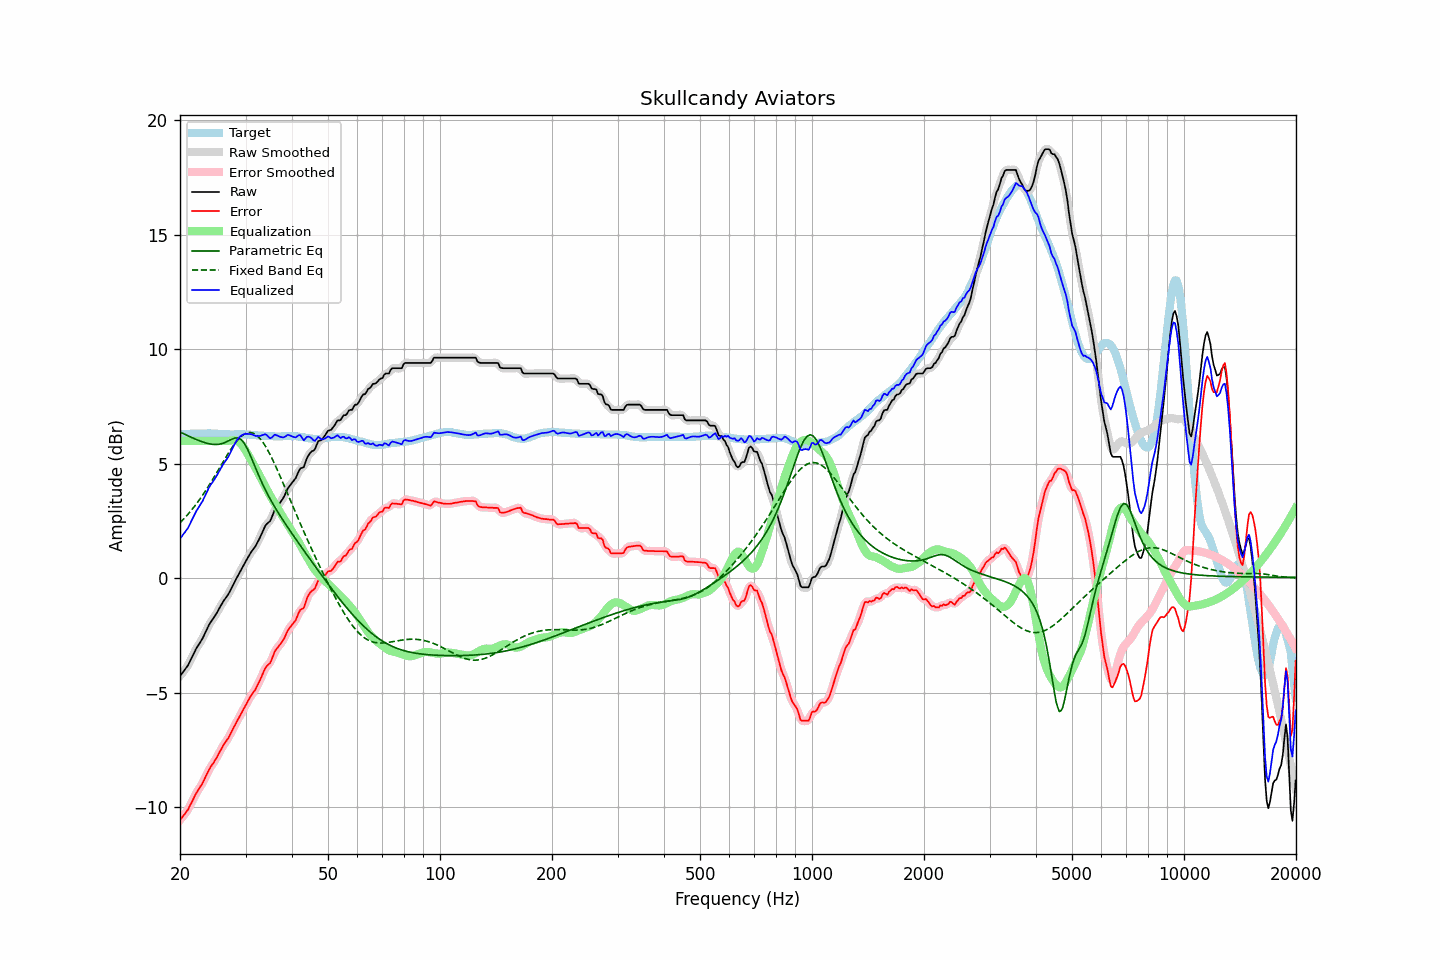 Skullcandy Aviators
Target
Raw Smoothed
Error Smoothed
Raw
Error
Equalization
Parametric Eq
Fixed Band Eq
Equalized
20
15
10
5
0
−5
−10
Amplitude (dBr)
20 50 100 200 500 1000 2000 5000 10000 20000
Frequency (Hz)